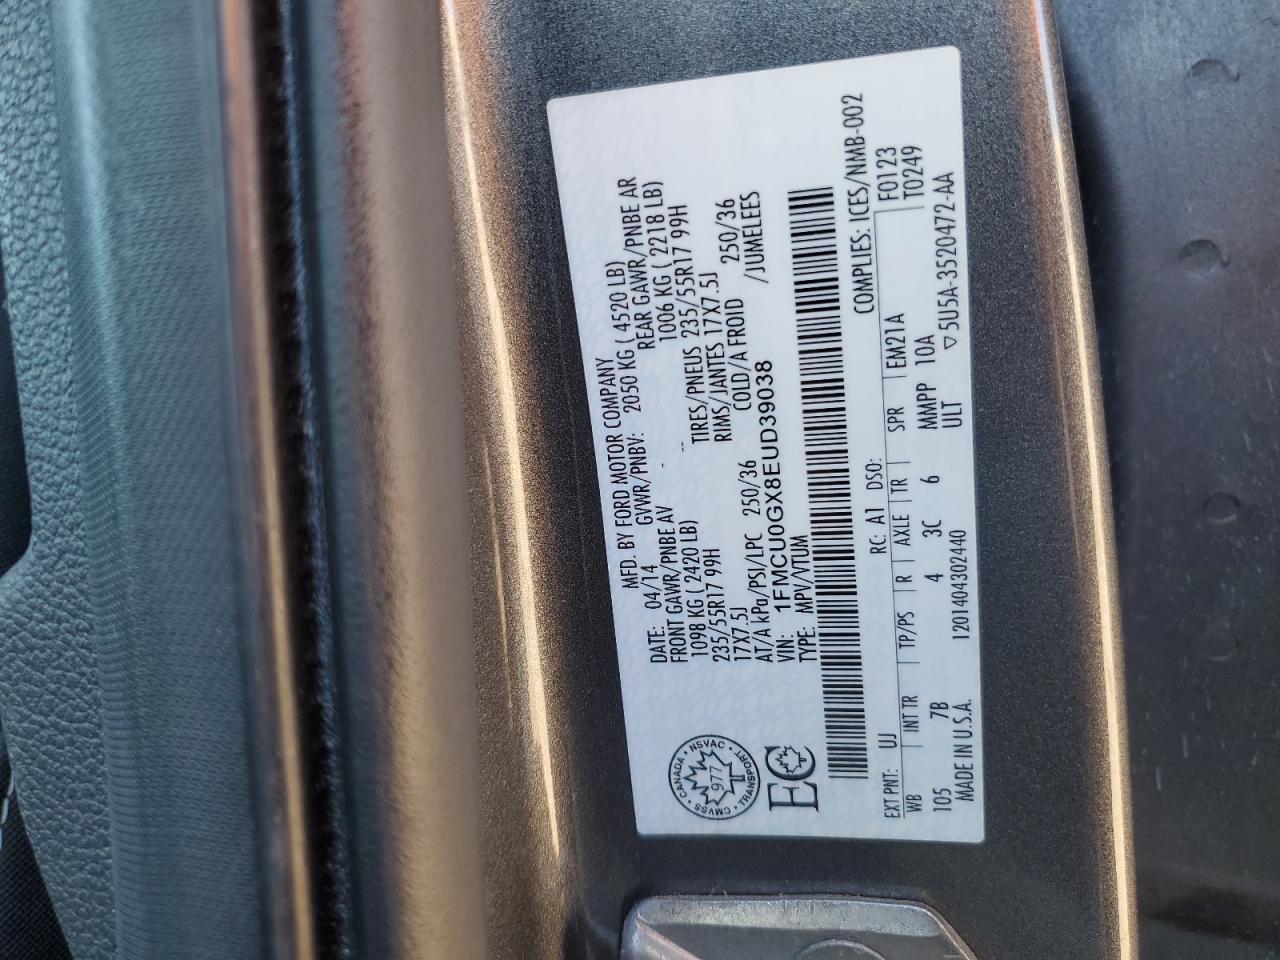 MFD. BY FORD MOTOR COMPANY
DATE: 04/14 GVWR/PNBV: 2050 KG ( 4520 LB)
FRONT GAWR/PNBE AV REAR GAWR/PNBE AR
1098 KG ( 2420 LB) 1006 KG ( 2218 LB)
235/55R17 99H TIRES/PNEUS 235/55R17 99H
17X7.5J RIMS/JANTES 17X7.5J
AT/A kPa/PSI/LPC 250/36 COLD/A FROID 250/36
VIN: 1FMCU0GX8EUD39038 /JUMELEES
TYPE: MPV/VTUM
CANADA • NSVAC • TRANSPORT • CMVSS •
977
T
EC
COMPLIES: ICES/NMB-002
EXT PNT: UJ RC: A1 DSO: F0123
WB INT TR TP/PS R AXLE TR SPR EM21A T0249
105 7B 4 3C 6 MMPP 10A
ULT ▽ 5U5A-3520472-AA
MADE IN U.S.A. 1201404302440